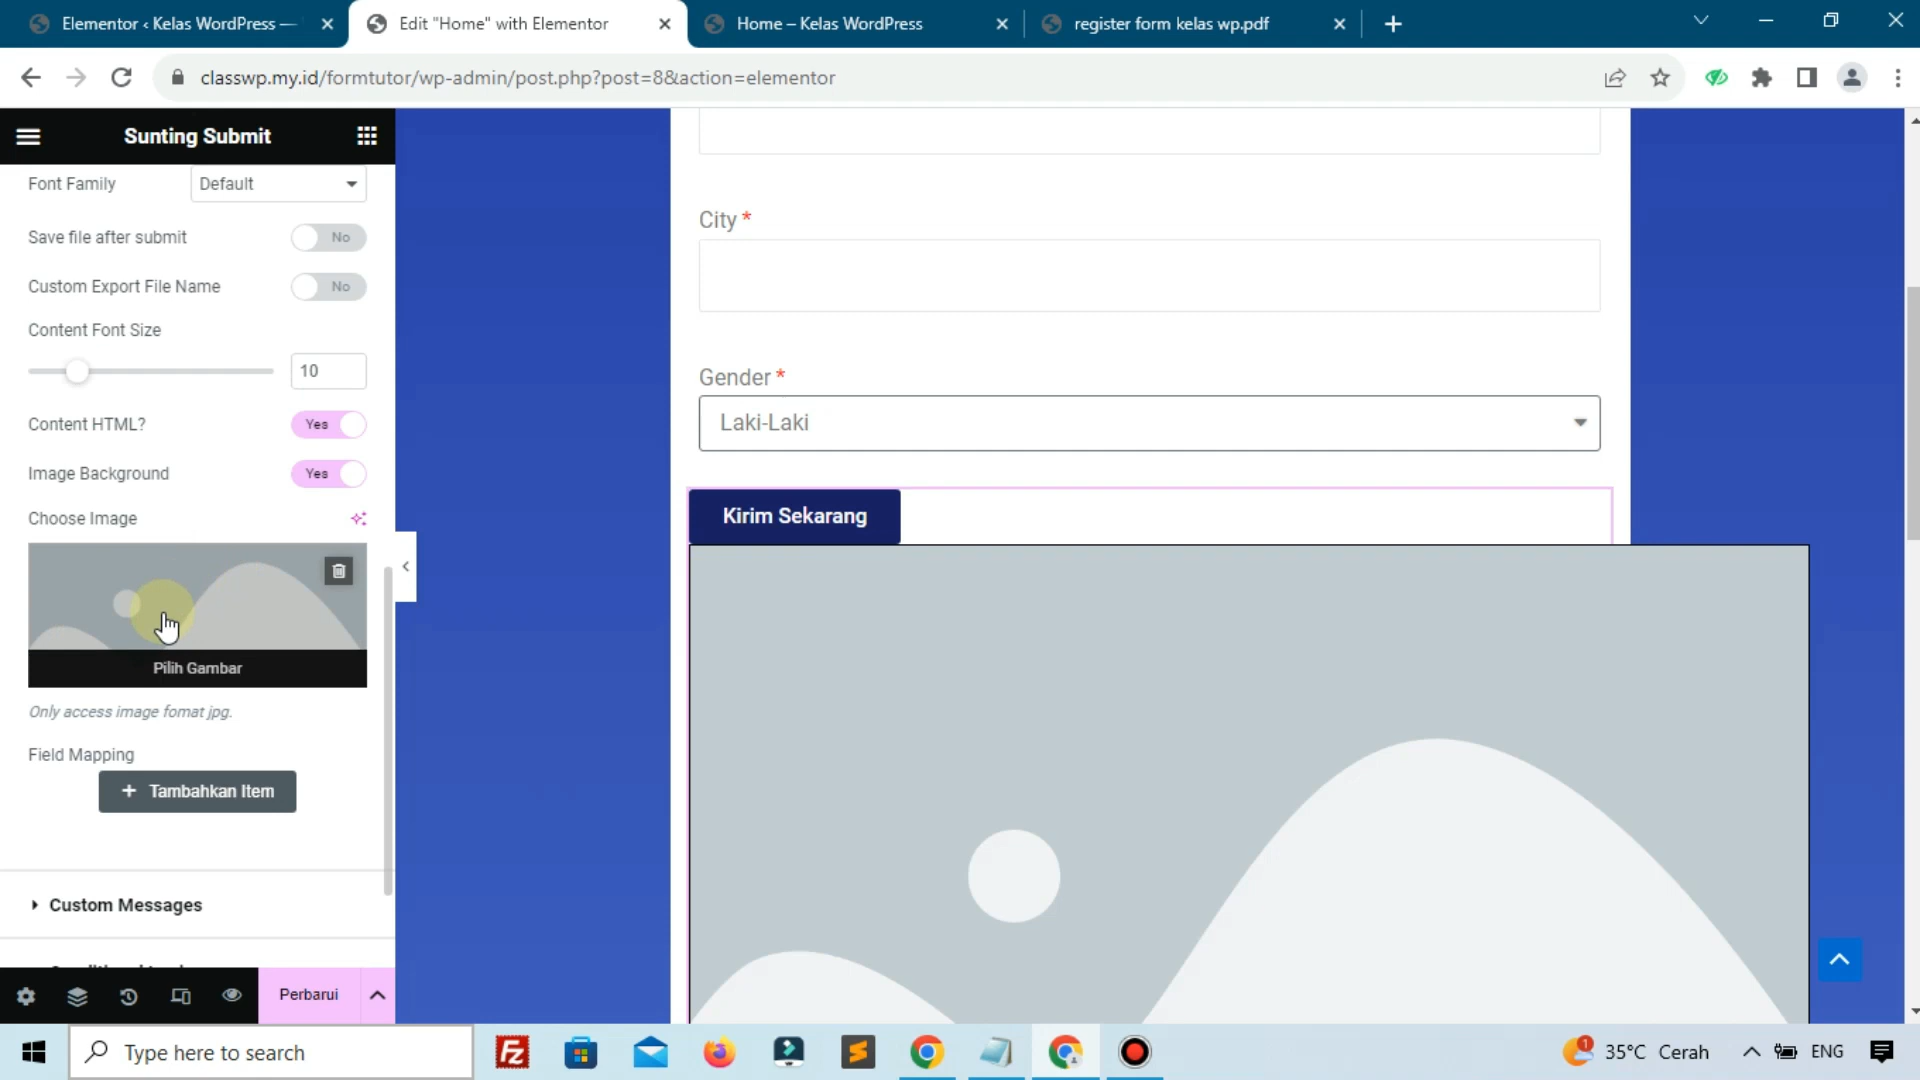 Elementor ‹ Kelas WordPress —
Edit "Home" with Elementor
Home – Kelas WordPress
register form kelas wp.pdf
classwp.my.id/formtutor/wp-admin/post.php?post=8&action=elementor
Sunting Submit
Font Family
Default
Save file after submit
No
Custom Export File Name
No
Content Font Size
10
Content HTML?
Yes
Image Background
Yes
Choose Image
Pilih Gambar
Only access image fomat jpg.
Field Mapping
+ Tambahkan Item
Custom Messages
Perbarui
City *
Gender *
Laki-Laki
Kirim Sekarang
Type here to search
Fz
1
35°C Cerah
ENG